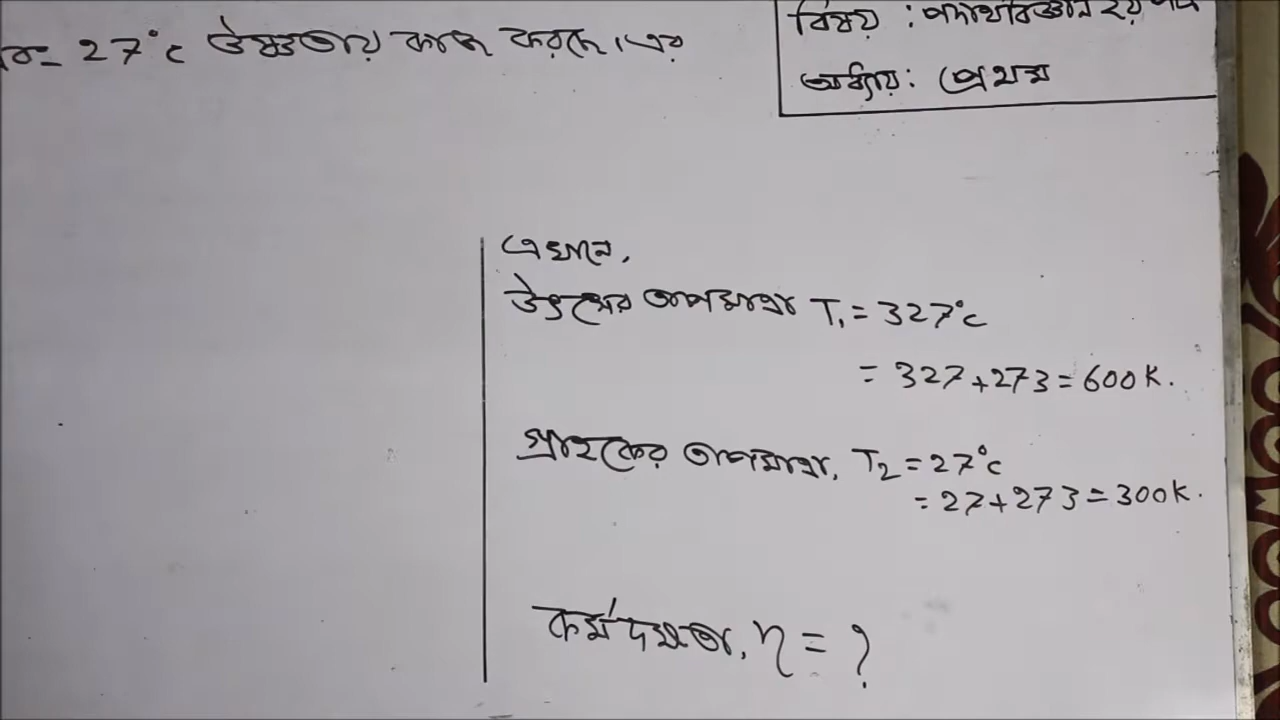 27°c উষ্ণতায় কাজ করছে। এর
বিষয় : পদার্থবিজ্ঞান ২য় পত্র
অধ্যায়: প্রথম
এখানে,
উৎসের তাপমাত্রা T₁ = 327°c
= 327+273 = 600K.
গ্রাহকের তাপমাত্রা, T₂ = 27°c
= 27+273 = 300K.
কর্মদক্ষতা, η = ?